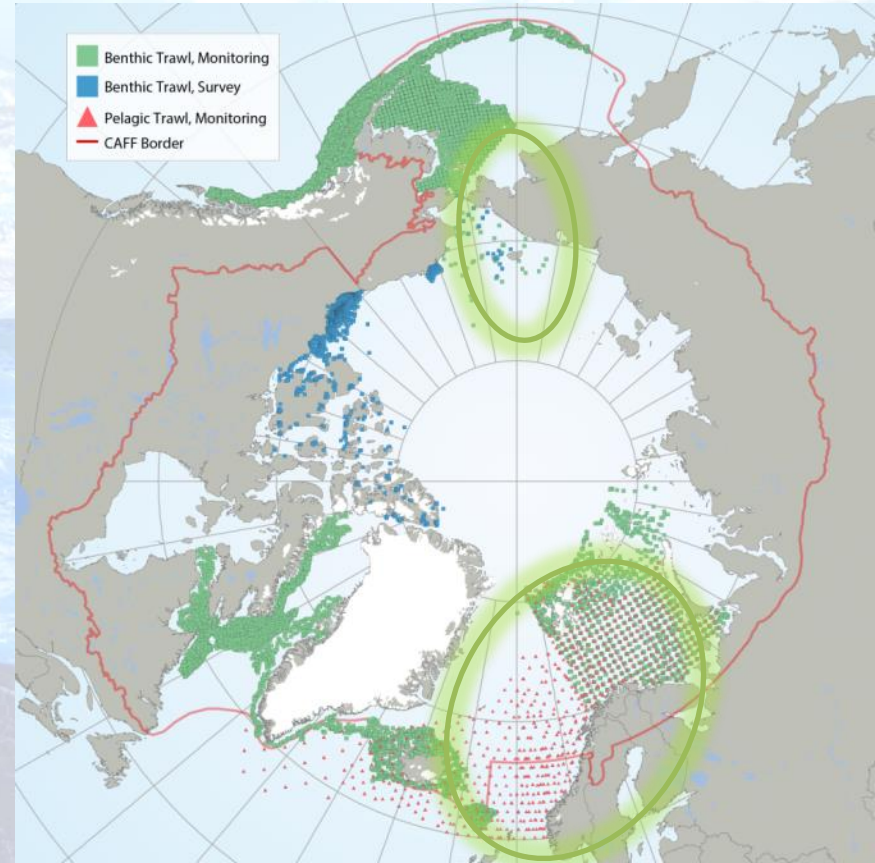 Benthic Trawl, Monitoring
Benthic Trawl, Survey
Pelagic Trawl, Monitoring
CAFF Border